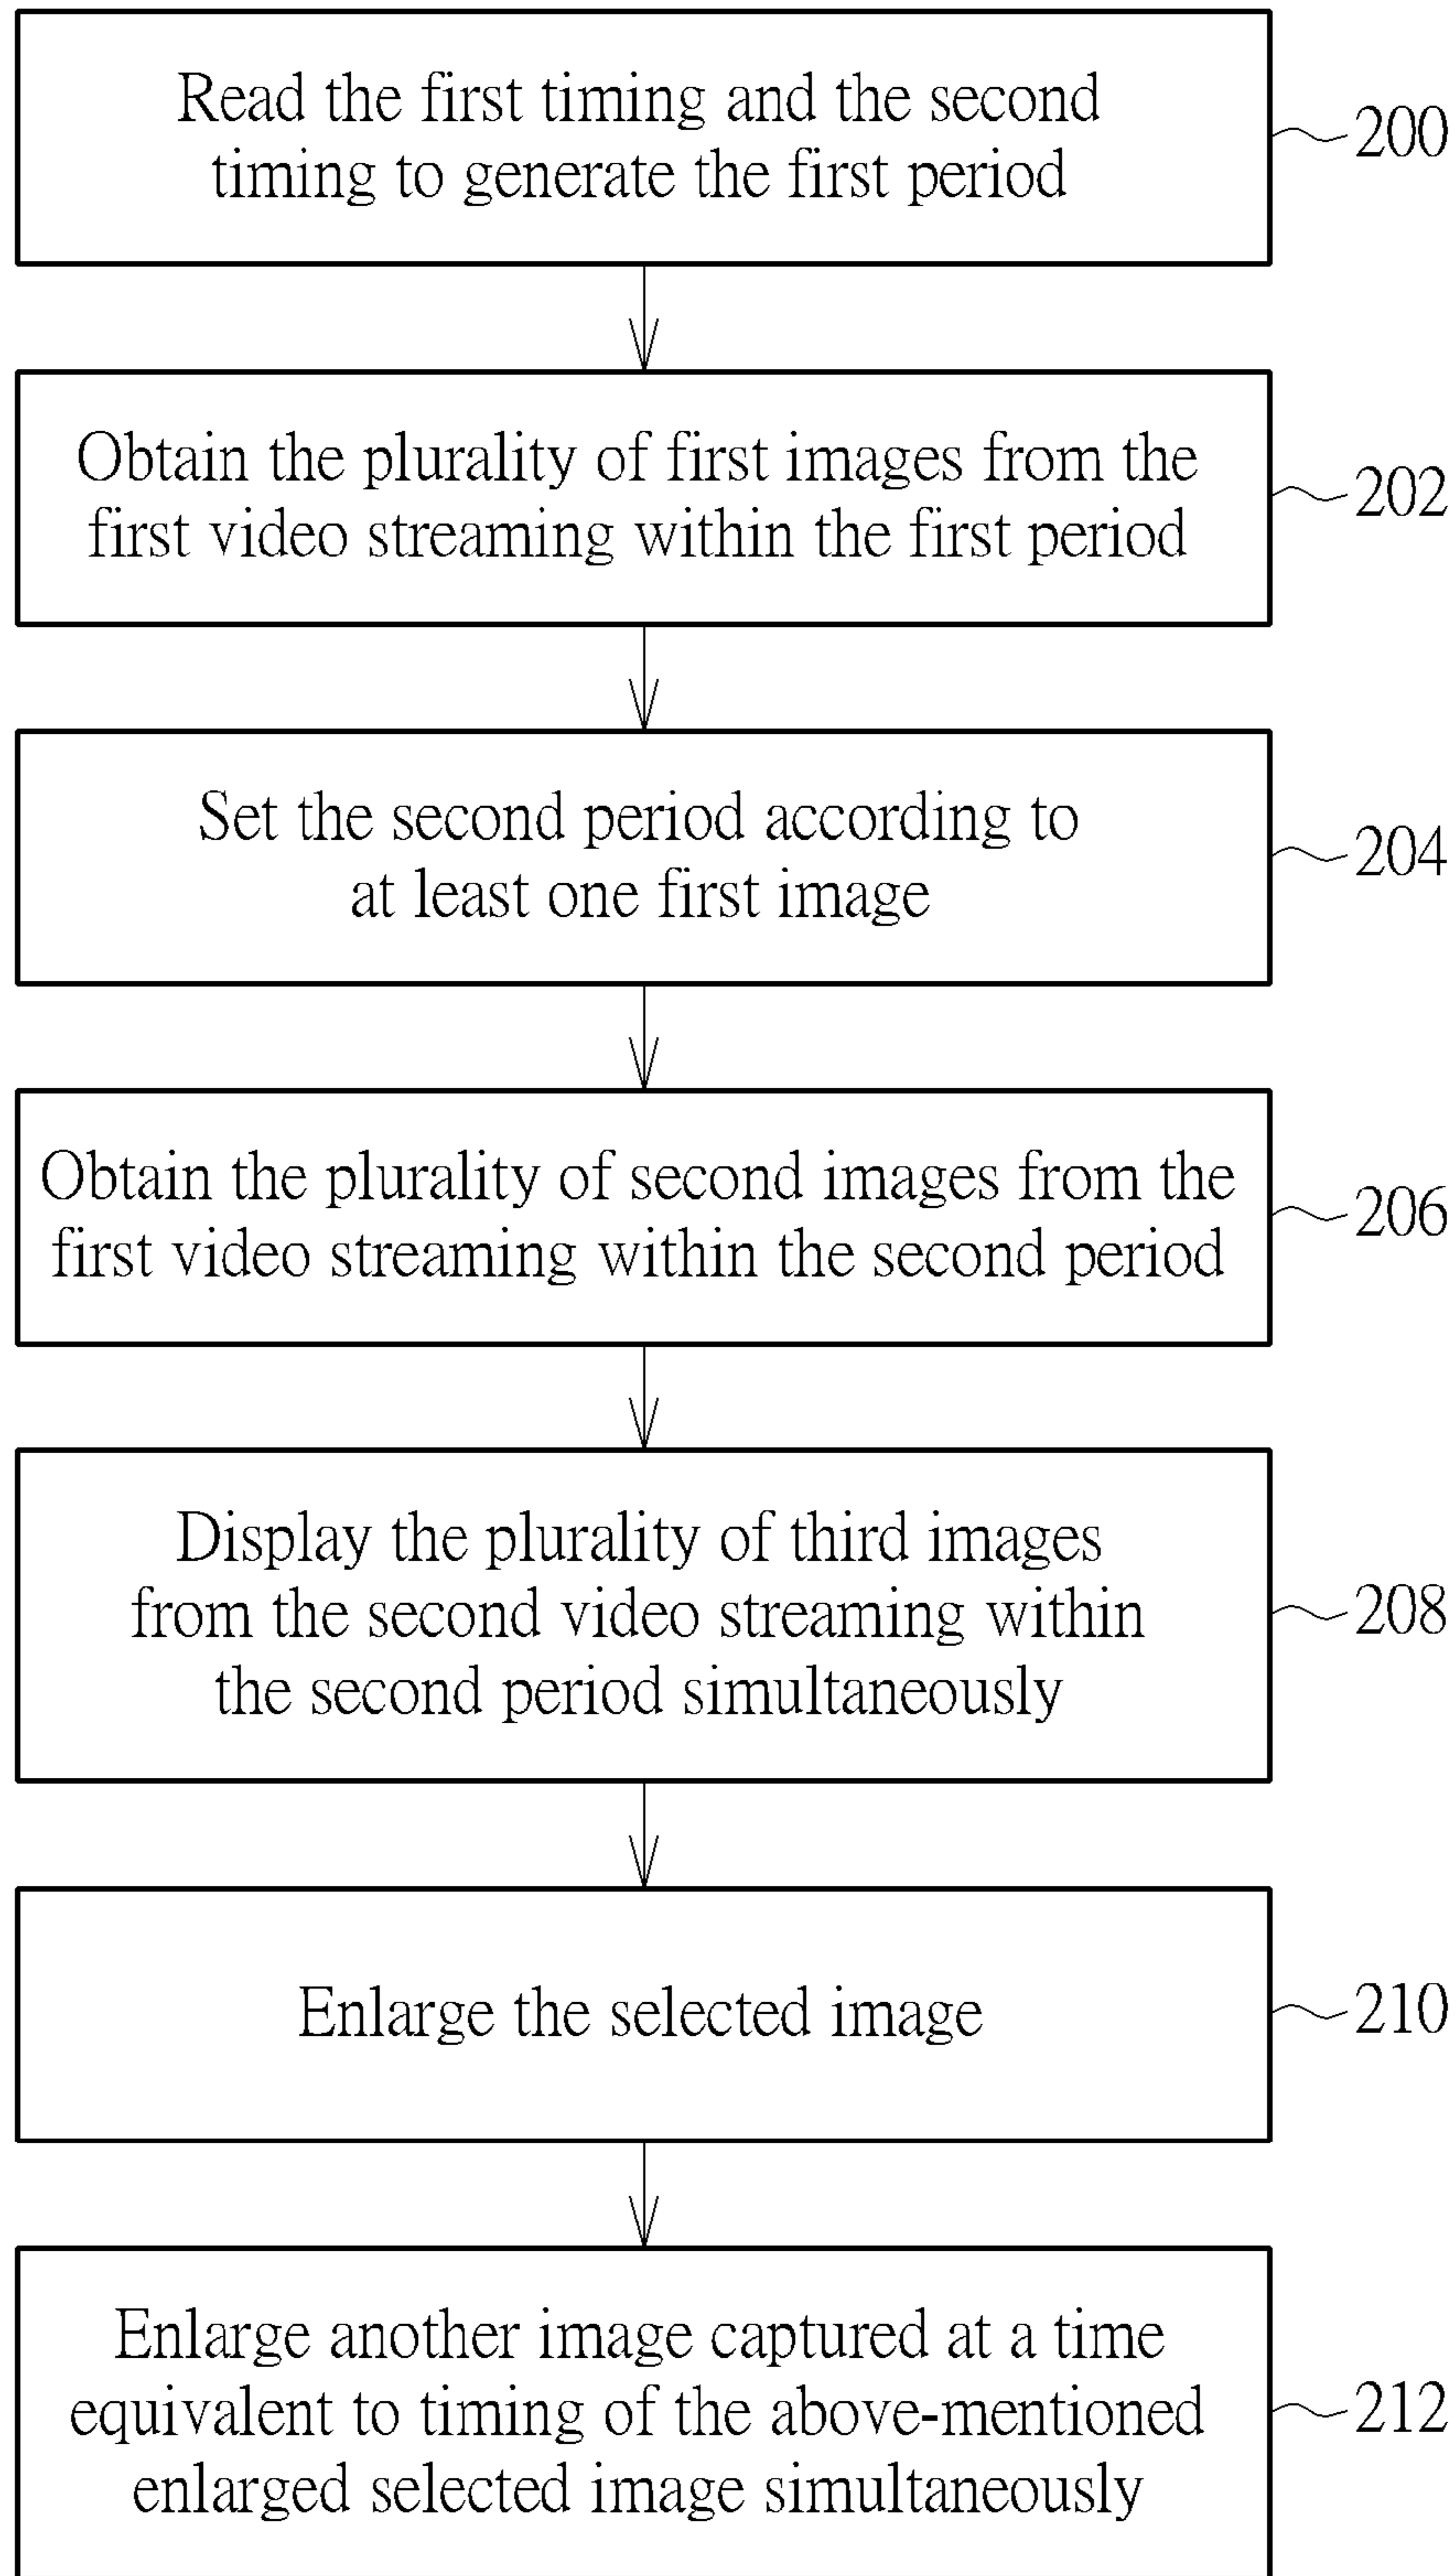 Read the first timing and the second
timing to generate the first period
200
Obtain the plurality of first images from the
first video streaming within the first period
202
Set the second period according to
at least one first image
204
Obtain the plurality of second images from the
first video streaming within the second period
206
Display the plurality of third images
from the second video streaming within
the second period simultaneously
208
Enlarge the selected image
210
Enlarge another image captured at a time
equivalent to timing of the above-mentioned
enlarged selected image simultaneously
212